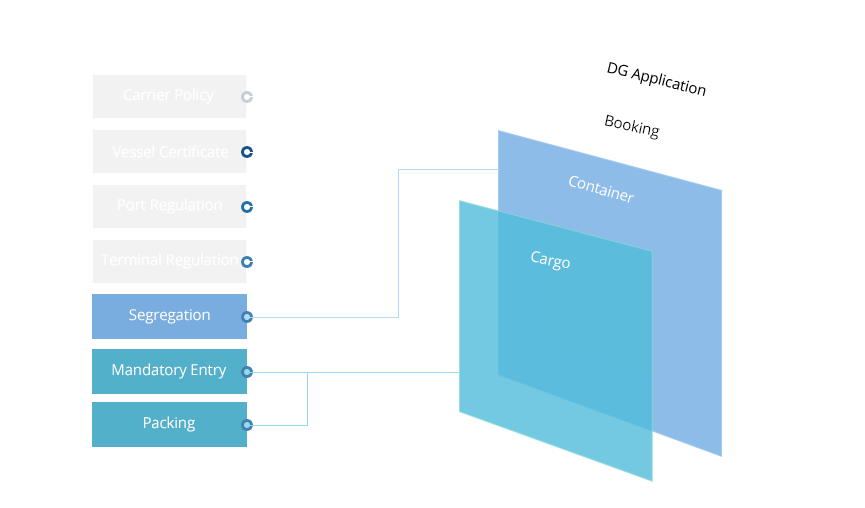 Carrier Policy
Vessel Certificate
Port Regulation
Terminal Regulation
Segregation
Mandatory Entry
Packing
DG Application
Booking
Container
Cargo